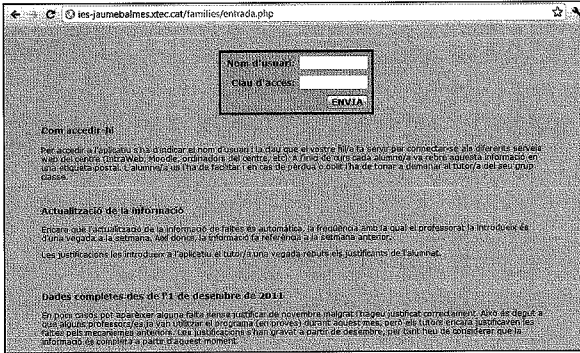 ies-jaumebalmes.xtec.cat/families/entrada.php
Nom d'usuari:
Clau d'accés:
ENVIA
Com accedir-hi
Per accedir a l'aplicatiu s'ha d'indicar el nom d'usuari i la clau que el vostre fill/a fa servir per connectar-se als diferents serveis
web del centre (IntraWeb, Moodle, ordinadors del centre, etc). A l'inici de curs cada alumne/a va rebre aquesta informació en
una etiqueta postal. L'alumne/a us l'ha de facilitar i en cas de pèrdua o oblit l'ha de tornar a demanar al tutor/a del seu grup
classe.
Actualització de la informació
Encara que l'actualització de la informació de faltes és automàtica, la freqüència amb la qual el professorat la introdueix és
d'una vegada a la setmana. Així doncs, la informació fa referència a la setmana anterior.
Les justificacions les introdueix a l'aplicatiu el tutor/a una vegada rebuts els justificants de l'alumnat.
Dades completes des de l'1 de desembre de 2011
En pocs casos pot aparèixer alguna falta sense justificar de novembre malgrat l'hàgeu justificat correctament. Això és degut a
que alguns professors/es ja van utilitzar el programa (en proves) durant aquest mes, però els tutors encara justificaven les
faltes pels mecanismes anteriors. Les justificacions s'han gravat a partir de desembre, per tant heu de considerar que la
informació és completa a partir d'aquest moment.